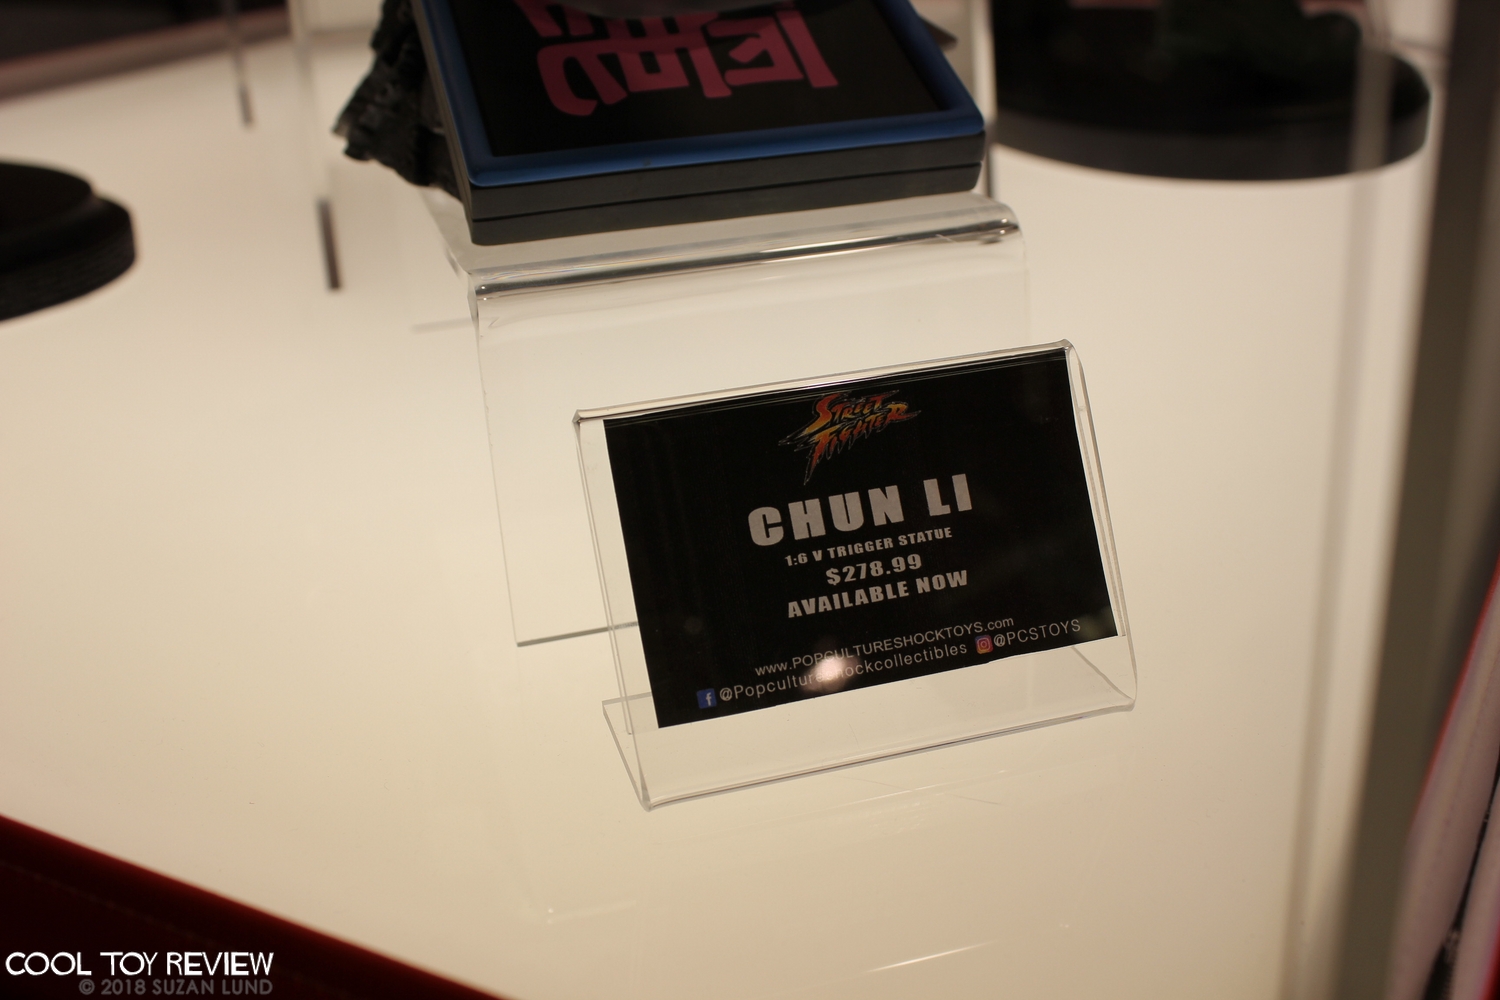 STREET
FIGHTER
CHUN LI
1:6 V TRIGGER STATUE
$278.99
AVAILABLE NOW
www.POPCULTURESHOCKTOYS.com
@Popcultureshockcollectibles @PCSTOYS
COOL TOY REVIEW
© 2018 SUZAN LUND